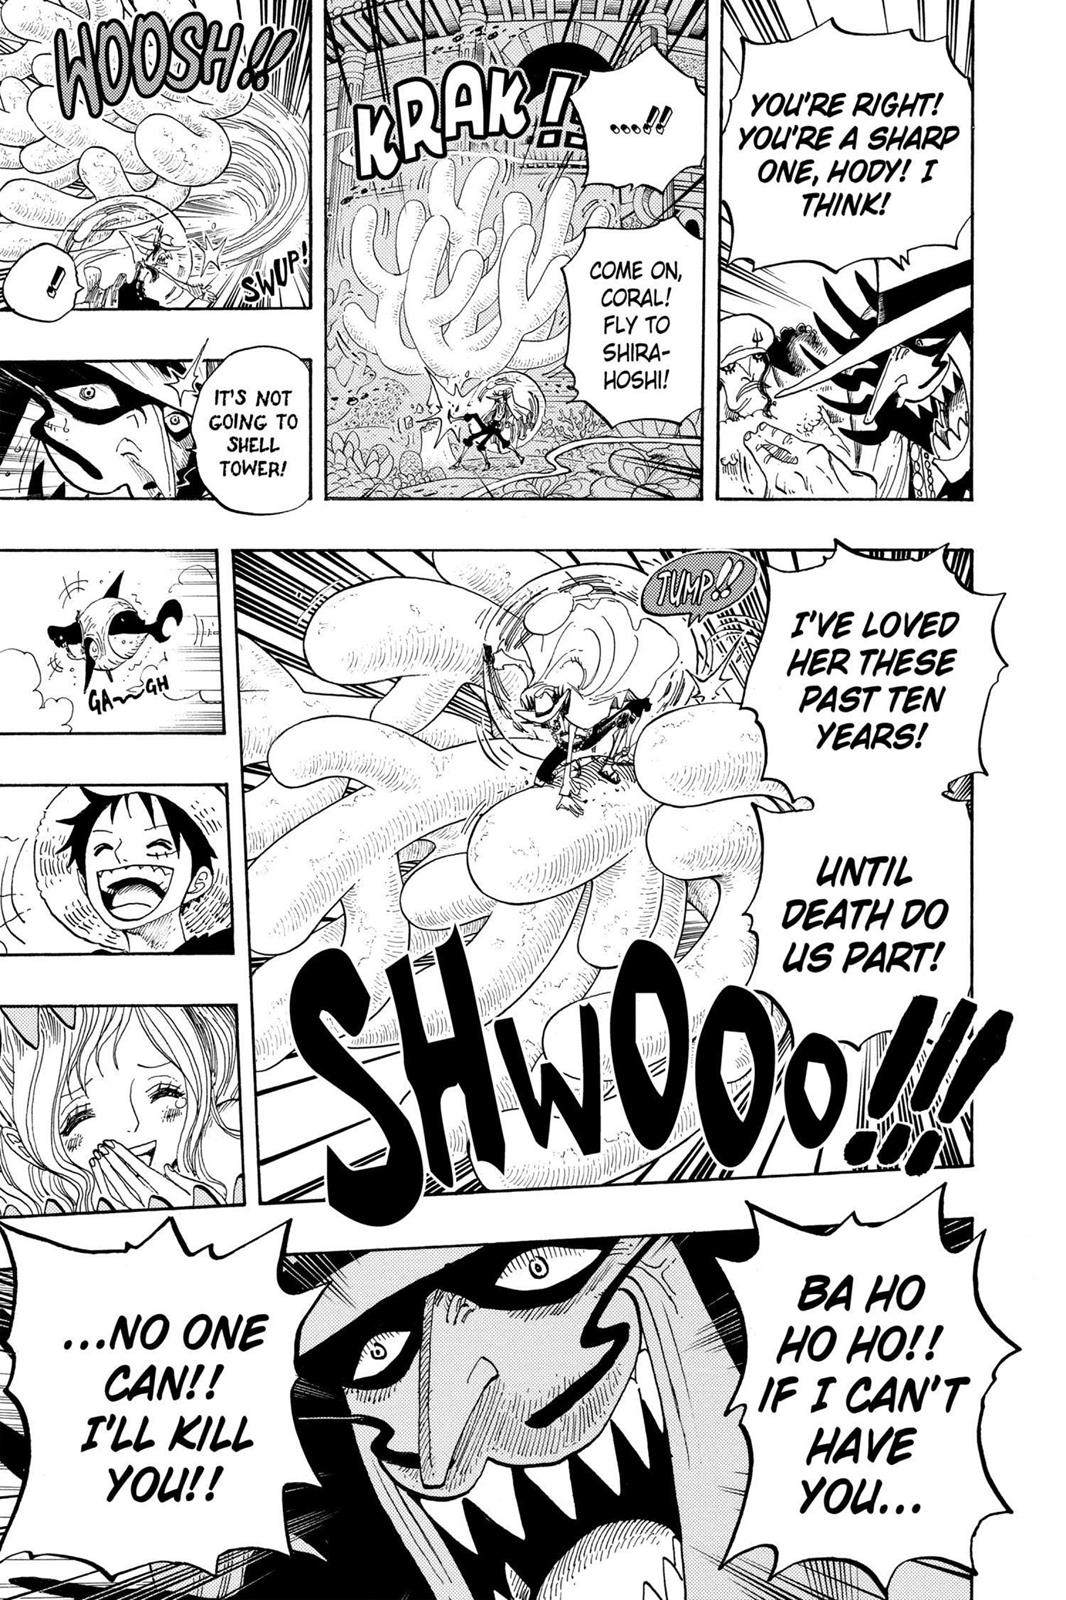 YOU'RE RIGHT!
YOU'RE A SHARP
ONE, HODY! I
THINK!
...!!
KRAK!
COME ON,
CORAL!
FLY TO
SHIRA-
HOSHI!
WOOSH!!
SWUP!
!!
IT'S NOT
GOING TO
SHELL
TOWER!
I'VE LOVED
HER THESE
PAST TEN
YEARS!
JUMP!!
UNTIL
DEATH DO
US PART!
SHWOOO!!!
GA~~GH
BA HO
HO HO!!
IF I CAN'T
HAVE
YOU...
...NO ONE
CAN!!
I'LL KILL
YOU!!